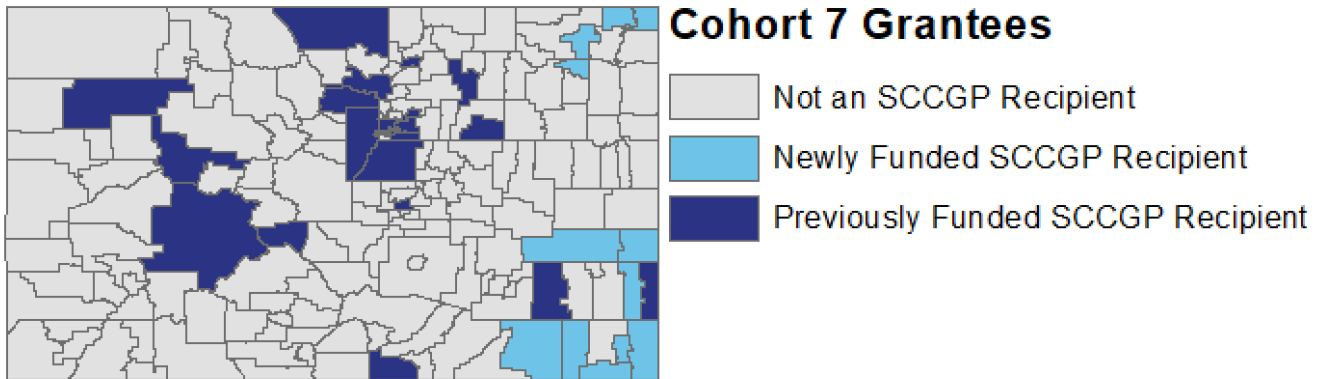 Cohort 7 Grantees
Not an SCCGP Recipient
Newly Funded SCCGP Recipient
Previously Funded SCCGP Recipient